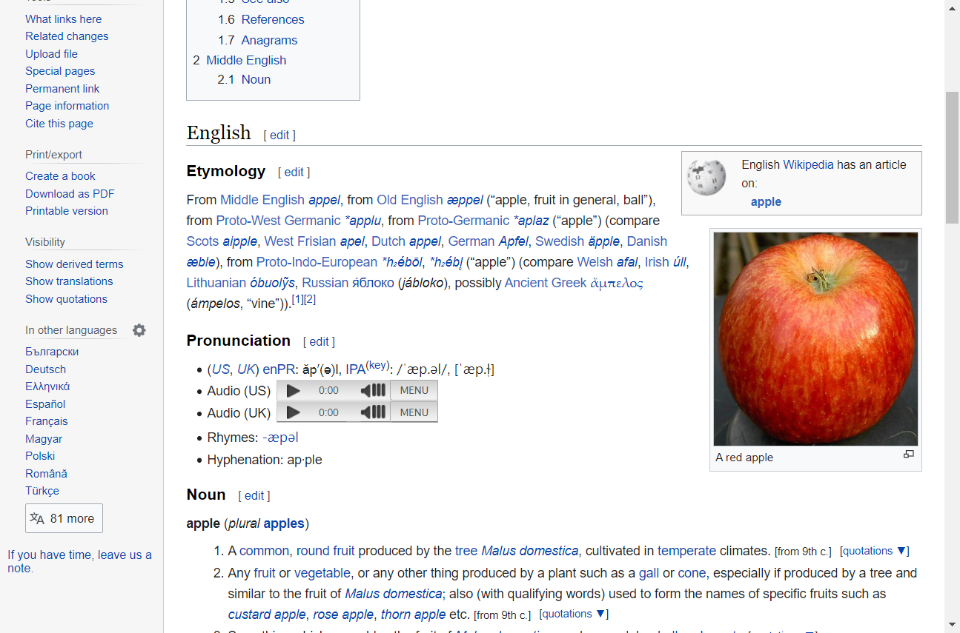 1.5 See also
Tools
What links here
Related changes
Upload file
Special pages
Permanent link
Page information
Cite this page
Print/export
Create a book
Download as PDF
Printable version
Visibility
Show derived terms
Show translations
Show quotations
In other languages
Български
Deutsch
Ελληνικά
Español
Français
Magyar
Polski
Română
Türkçe
81 more
If you have time, leave us a
note.
1.6 References
1.7 Anagrams
2 Middle English
2.1 Noun
English [ edit ]
Etymology [ edit ]
From Middle English appel, from Old English æppel (“apple, fruit in general, ball”),
from Proto-West Germanic *applu, from Proto-Germanic *aplaz (“apple”) (compare
Scots aipple, West Frisian apel, Dutch appel, German Apfel, Swedish äpple, Danish
æble), from Proto-Indo-European *h₂ébōl, *h₂ébl̥ (“apple”) (compare Welsh afal, Irish úll,
Lithuanian óbuolỹs, Russian я́блоко (jábloko), possibly Ancient Greek ἄμπελος
(ámpelos, “vine”)).[1][2]
English Wikipedia has an article
on:
apple
A red apple
Pronunciation [ edit ]
• (US, UK) enPR: ăp′(ə)l, IPA(key): /ˈæp.əl/, [ˈæp.ɫ]
• Audio (US) 0:00 MENU
• Audio (UK) 0:00 MENU
• Rhymes: -æpəl
• Hyphenation: ap‧ple
Noun [ edit ]
apple (plural apples)
1. A common, round fruit produced by the tree Malus domestica, cultivated in temperate climates. [from 9th c.] [quotations ▼]
2. Any fruit or vegetable, or any other thing produced by a plant such as a gall or cone, especially if produced by a tree and
similar to the fruit of Malus domestica; also (with qualifying words) used to form the names of specific fruits such as
custard apple, rose apple, thorn apple etc. [from 9th c.] [quotations ▼]